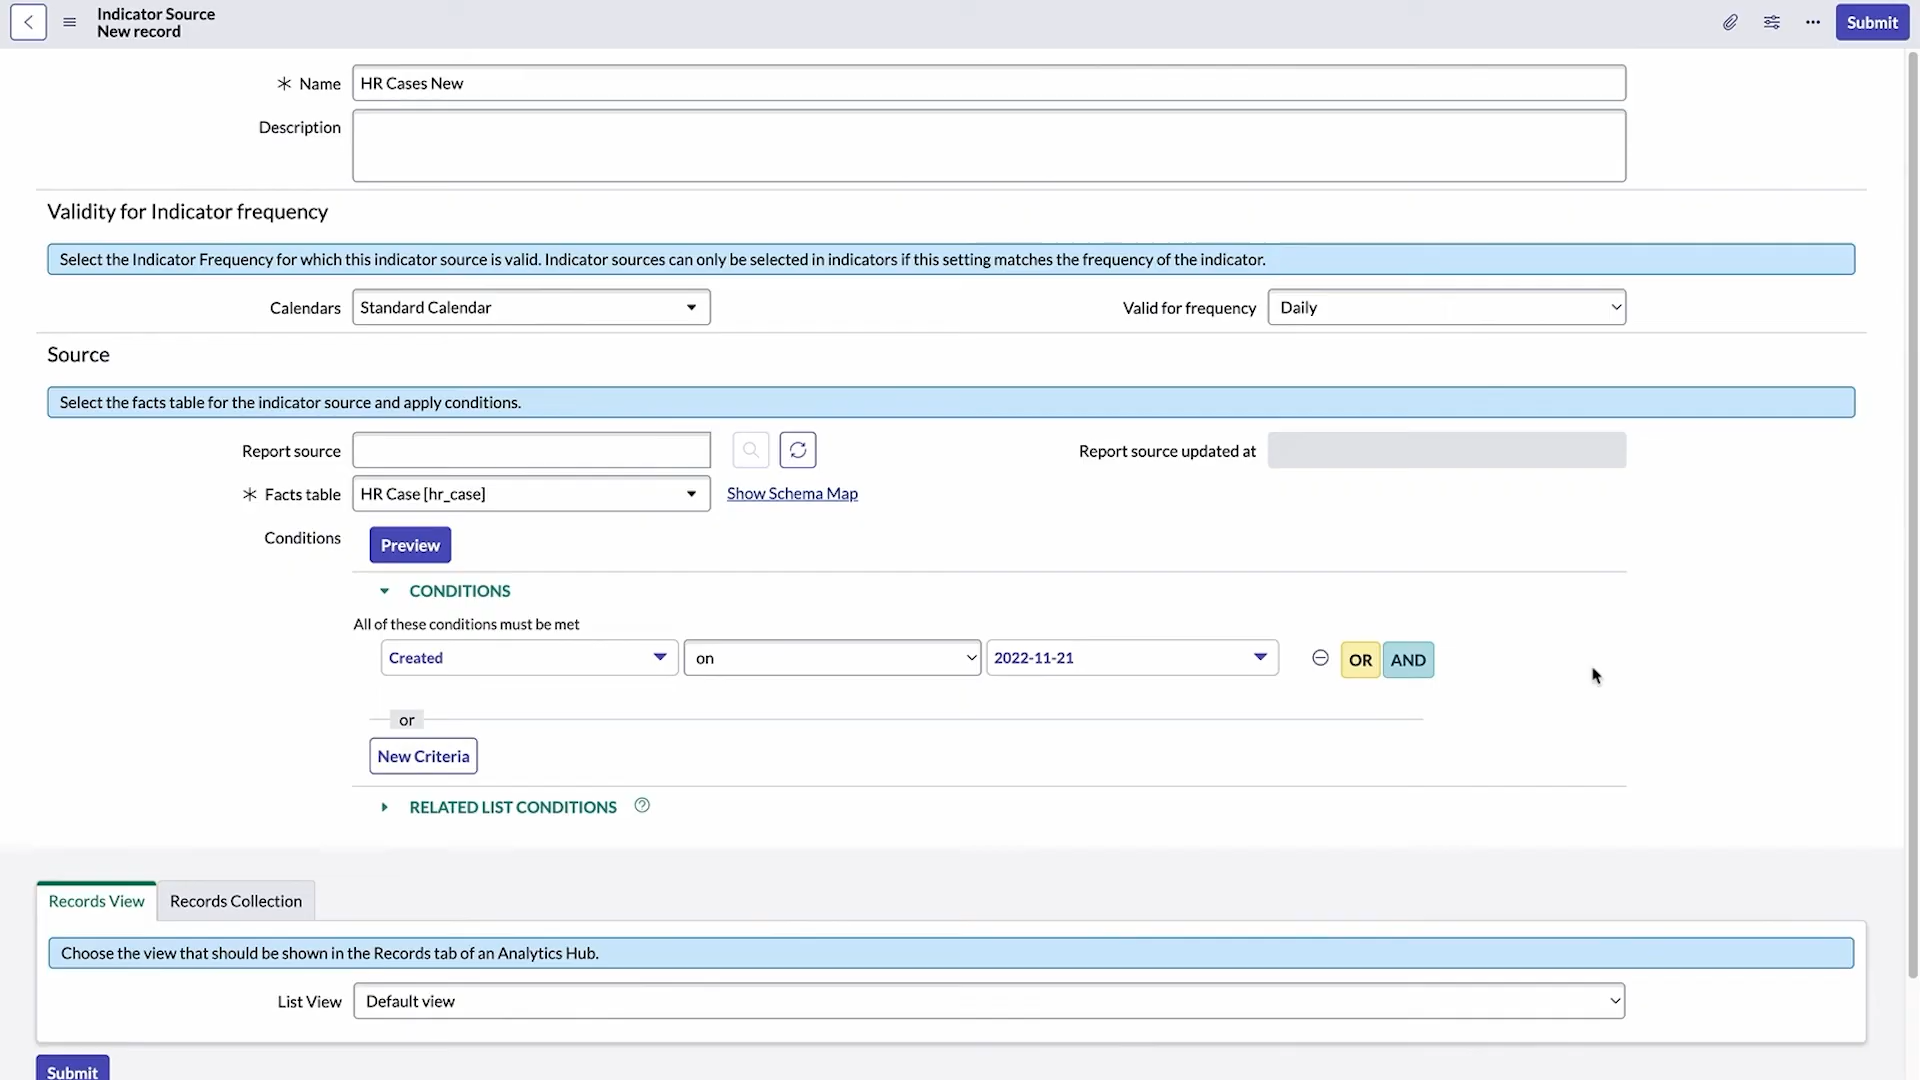 Indicator Source
New record
Submit
* Name
HR Cases New
Description
Validity for Indicator frequency
Select the Indicator Frequency for which this indicator source is valid. Indicator sources can only be selected in indicators if this setting matches the frequency of the indicator.
Calendars
Standard Calendar
Valid for frequency
Daily
Source
Select the facts table for the indicator source and apply conditions.
Report source
Report source updated at
* Facts table
HR Case [hr_case]
Show Schema Map
Conditions
Preview
CONDITIONS
All of these conditions must be met
Created
on
2022-11-21
OR
AND
or
New Criteria
RELATED LIST CONDITIONS
Records View
Records Collection
Choose the view that should be shown in the Records tab of an Analytics Hub.
List View
Default view
Submit